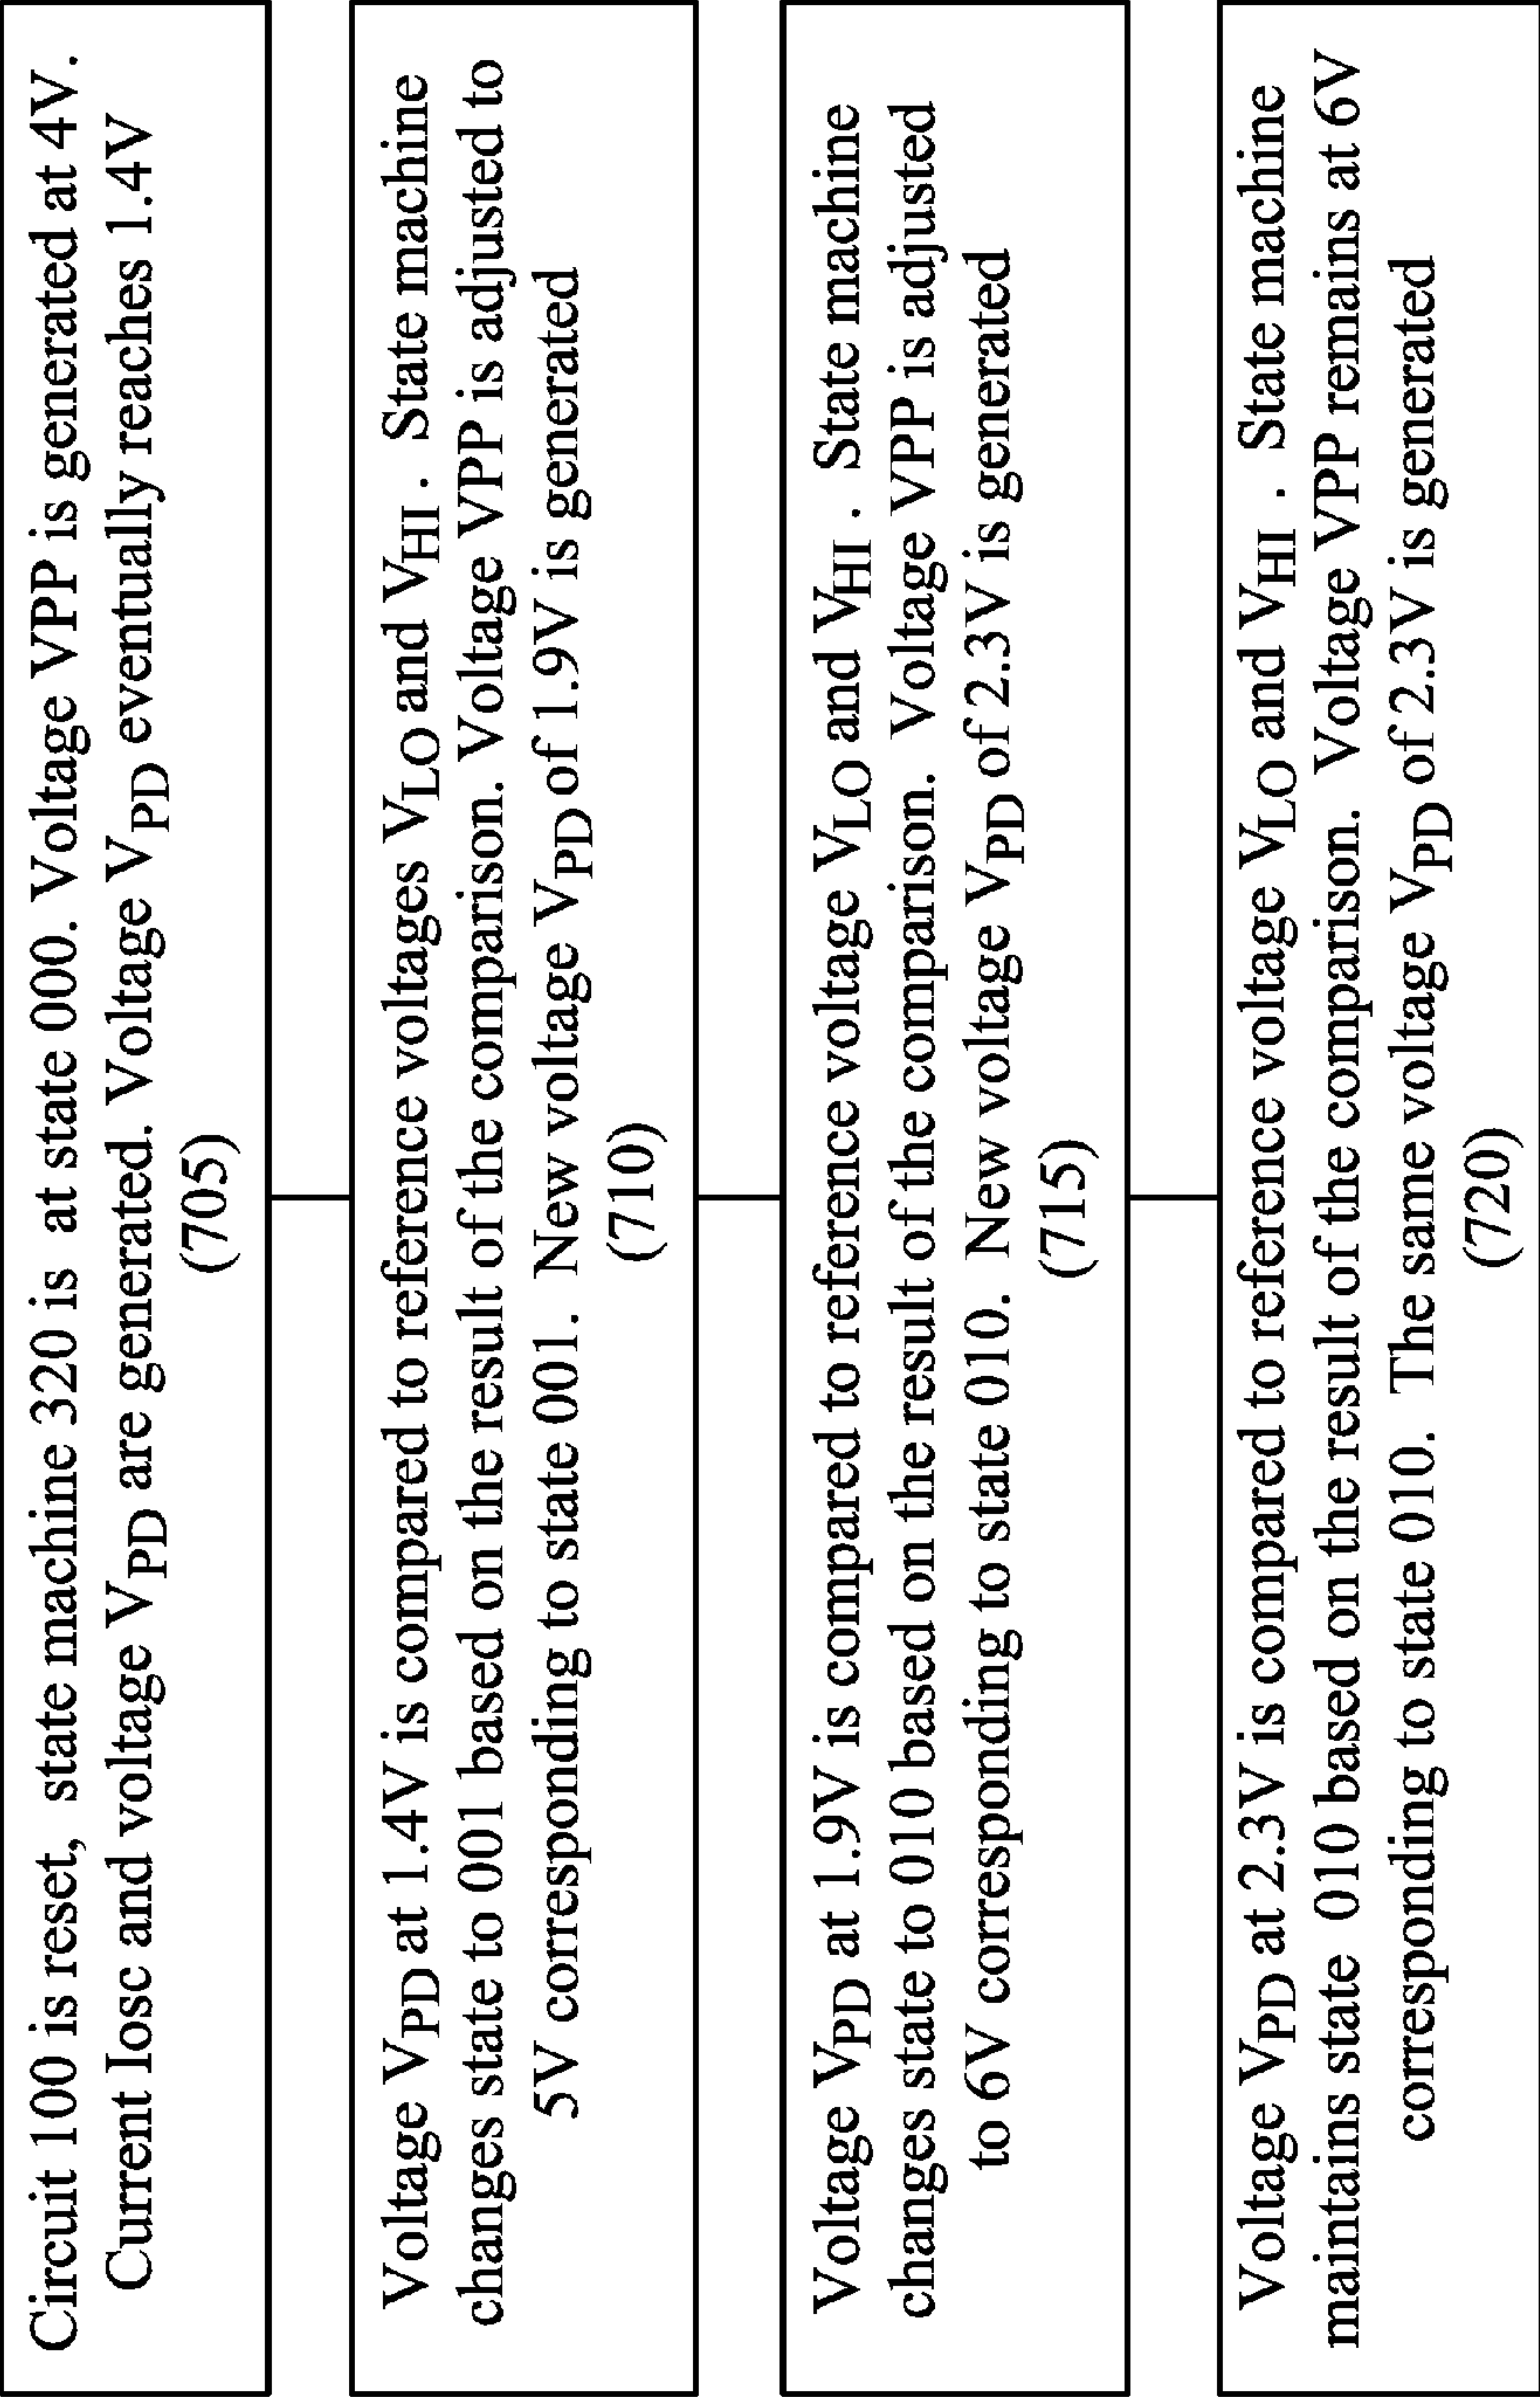 Circuit 100 is reset, state machine 320 is at state 000. Voltage VPP is generated at 4V.
Current Iosc and voltage VPD are generated. Voltage VPD eventually reaches 1.4V
(705)
Voltage VPD at 1.4V is compared to reference voltages VLO and VHI . State machine
changes state to 001 based on the result of the comparison. Voltage VPP is adjusted to
5V corresponding to state 001. New voltage VPD of 1.9V is generated
(710)
Voltage VPD at 1.9V is compared to reference voltage VLO and VHI . State machine
changes state to 010 based on the result of the comparison. Voltage VPP is adjusted
to 6V corresponding to state 010. New voltage VPD of 2.3V is generated
(715)
Voltage VPD at 2.3V is compared to reference voltage VLO and VHI . State machine
maintains state 010 based on the result of the comparison. Voltage VPP remains at 6V
corresponding to state 010. The same voltage VPD of 2.3V is generated
(720)